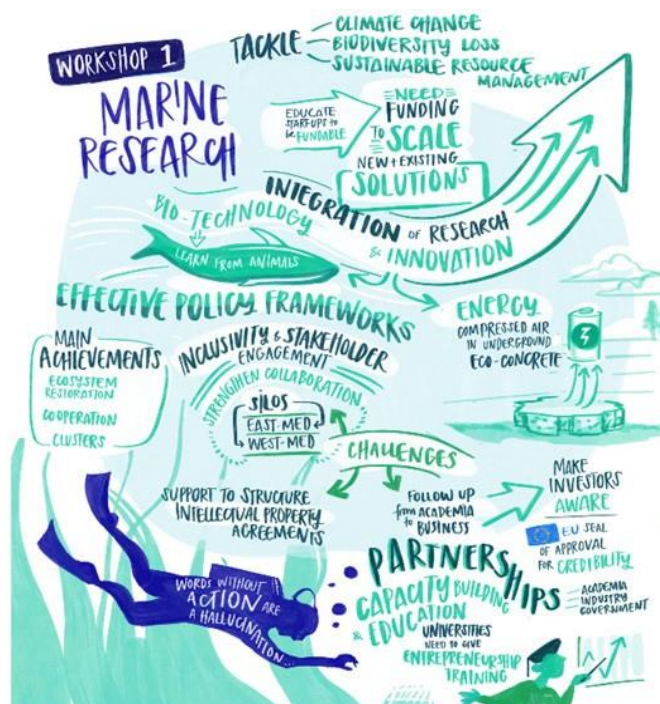 WORKSHOP 1
MARINE
RESEARCH
TACKLE
CLIMATE CHANGE
BIODIVERSITY LOSS
SUSTAINABLE RESOURCE
MANAGEMENT
EDUCATE
STARTUPS to
be FUNDABLE
NEED
FUNDING
TO SCALE
NEW + EXISTING
SOLUTIONS
INTEGRATION OF RESEARCH
& INNOVATION
BIO-TECHNOLOGY
LEARN FROM ANIMALS
EFFECTIVE POLICY FRAMEWORKS
ENERGY
COMPRESSED AIR
IN UNDERGROUND
ECO-CONCRETE
MAIN
ACHIEVEMENTS
ECOSYSTEM
RESTORATION
COOPERATION
CLUSTERS
INCLUSIVITY & STAKEHOLDER
ENGAGEMENT
STRENGTHEN COLLABORATION
SILOS
EAST-MED
WEST-MED
CHALLENGES
SUPPORT TO STRUCTURE
INTELLECTUAL PROPERTY
AGREEMENTS
FOLLOW UP
from ACADEMIA
to BUSINESS
MAKE
INVESTORS
AWARE
EU SEAL
OF APPROVAL
FOR CREDIBILITY
PARTNERSHIPS
ACADEMIA
INDUSTRY
GOVERNMENT
CAPACITY BUILDING
& EDUCATION
UNIVERSITIES
NEED TO GIVE
ENTREPRENEURSHIP
TRAINING
WORDS WITHOUT
ACTION ARE
A HALLUCINATION